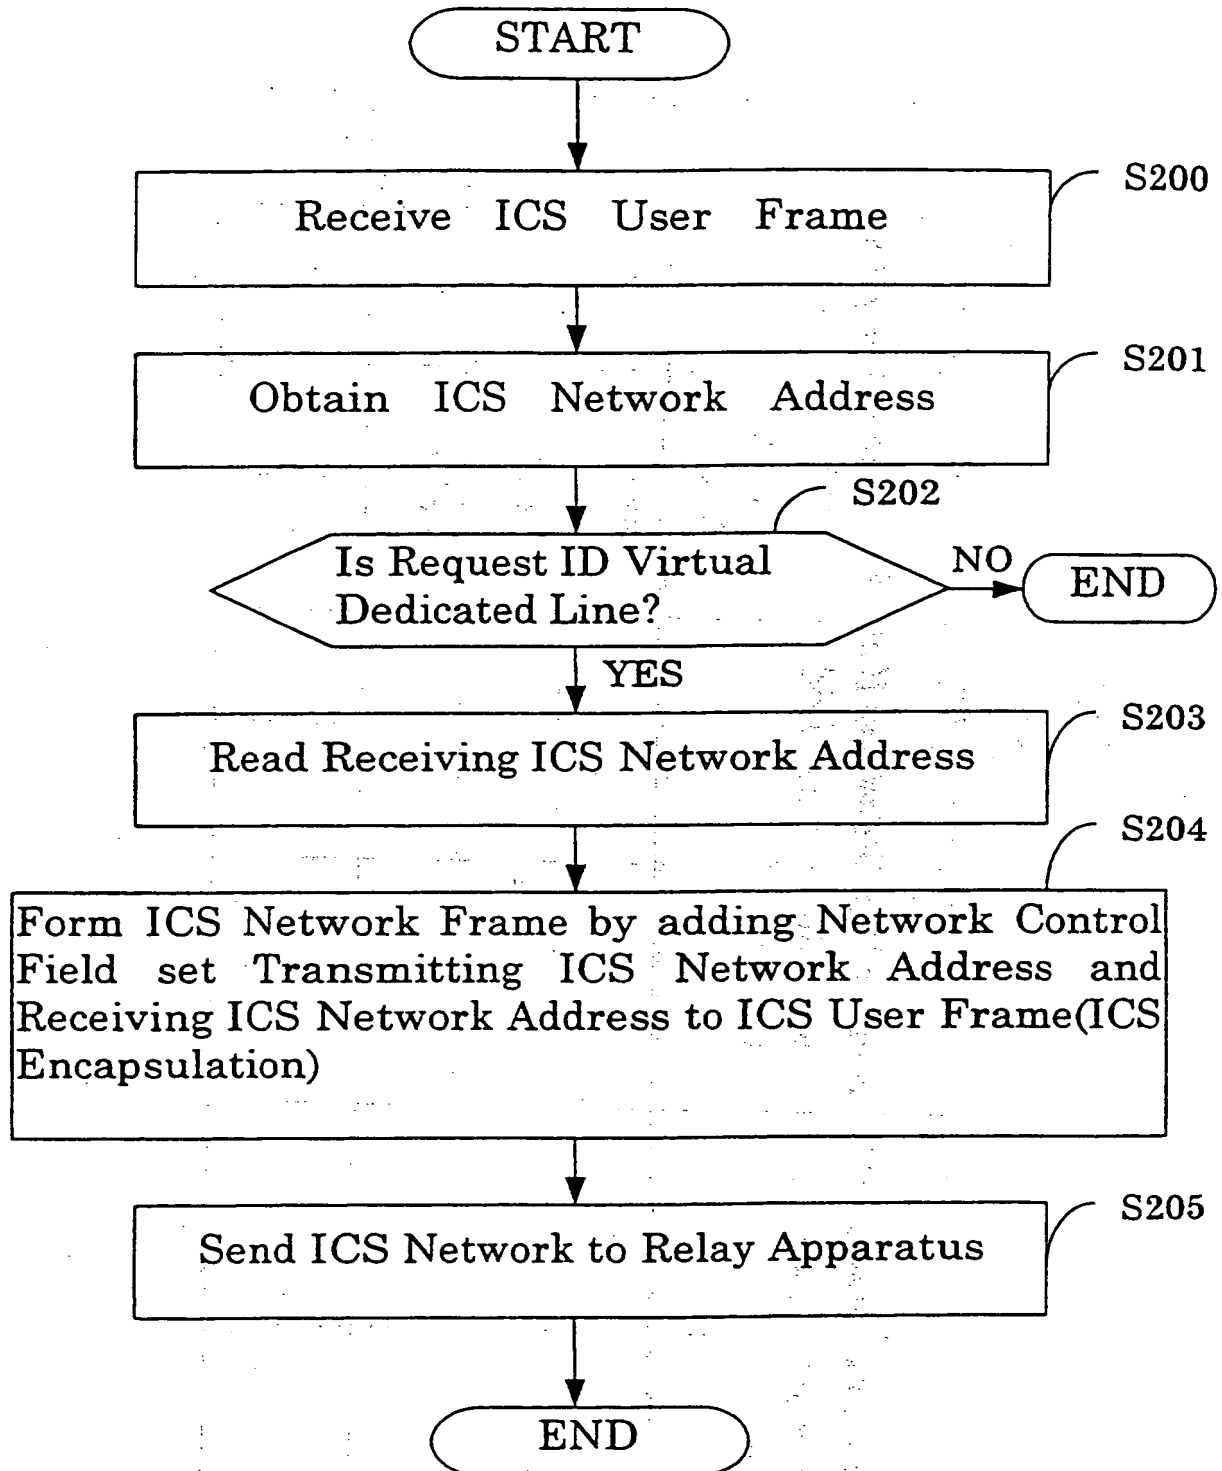 START
S200
Receive ICS User Frame
S201
Obtain ICS Network Address
S202
Is Request ID Virtual
Dedicated Line?
NO
END
YES
S203
Read Receiving ICS Network Address
S204
Form ICS Network Frame by adding Network Control
Field set Transmitting ICS Network Address and
Receiving ICS Network Address to ICS User Frame(ICS
Encapsulation)
S205
Send ICS Network to Relay Apparatus
END